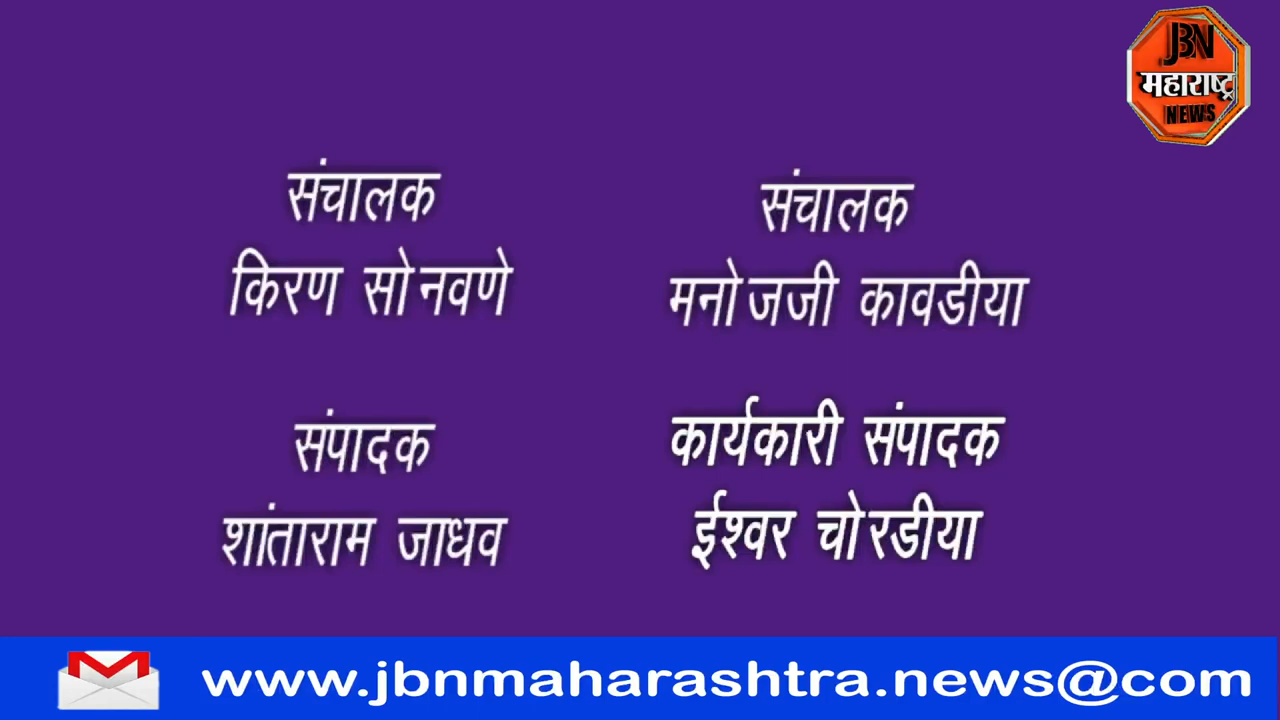 JBN
महाराष्ट्र
NEWS
संचालक
किरण सोनवणे
संचालक
मनोजजी कावडीया
संपादक
शांताराम जाधव
कार्यकारी संपादक
ईश्वर चोरडीया
www.jbnmaharashtra.news@com